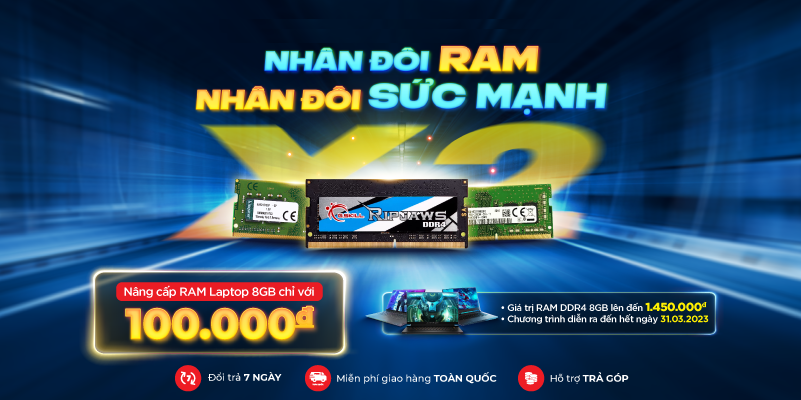 NHÂN ĐÔI RAM
NHÂN ĐÔI SỨC MẠNH
X2
G.SKILL RIPJAWS
DDR4
Nâng cấp RAM Laptop 8GB chỉ với
100.000đ
• Giá trị RAM DDR4 8GB lên đến 1.450.000đ
• Chương trình diễn ra đến hết ngày 31.03.2023
Đổi trả 7 NGÀY
Miễn phí giao hàng TOÀN QUỐC
Hỗ trợ TRẢ GÓP